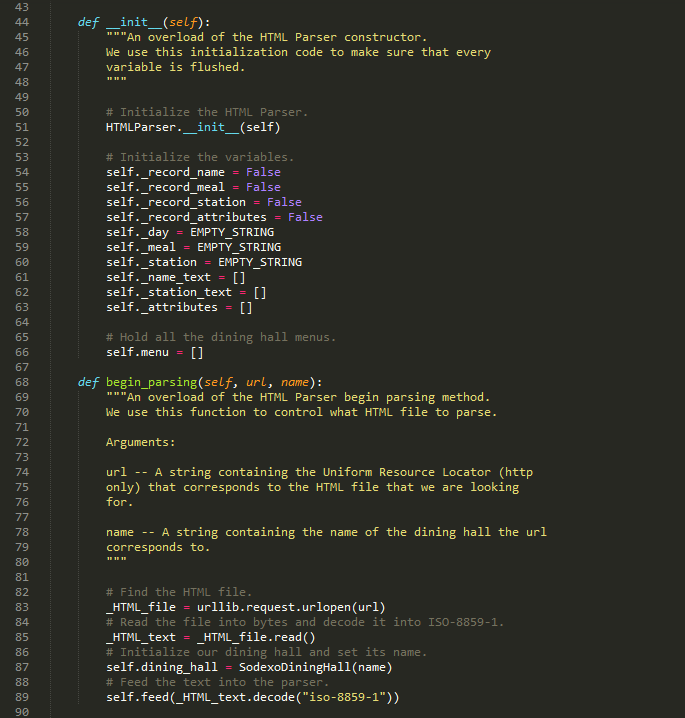 43
44 def __init__(self):
45 """An overload of the HTML Parser constructor.
46 We use this initialization code to make sure that every
47 variable is flushed.
48 """
49
50 # Initialize the HTML Parser.
51 HTMLParser.__init__(self)
52
53 # Initialize the variables.
54 self._record_name = False
55 self._record_meal = False
56 self._record_station = False
57 self._record_attributes = False
58 self._day = EMPTY_STRING
59 self._meal = EMPTY_STRING
60 self._station = EMPTY_STRING
61 self._name_text = []
62 self._station_text = []
63 self._attributes = []
64
65 # Hold all the dining hall menus.
66 self.menu = []
67
68 def begin_parsing(self, url, name):
69 """An overload of the HTML Parser begin parsing method.
70 We use this function to control what HTML file to parse.
71
72 Arguments:
73
74 url -- A string containing the Uniform Resource Locator (http
75 only) that corresponds to the HTML file that we are looking
76 for.
77
78 name -- A string containing the name of the dining hall the url
79 corresponds to.
80 """
81
82 # Find the HTML file.
83 _HTML_file = urllib.request.urlopen(url)
84 # Read the file into bytes and decode it into ISO-8859-1.
85 _HTML_text = _HTML_file.read()
86 # Initialize our dining hall and set its name.
87 self.dining_hall = SodexoDiningHall(name)
88 # Feed the text into the parser.
89 self.feed(_HTML_text.decode("iso-8859-1"))
90